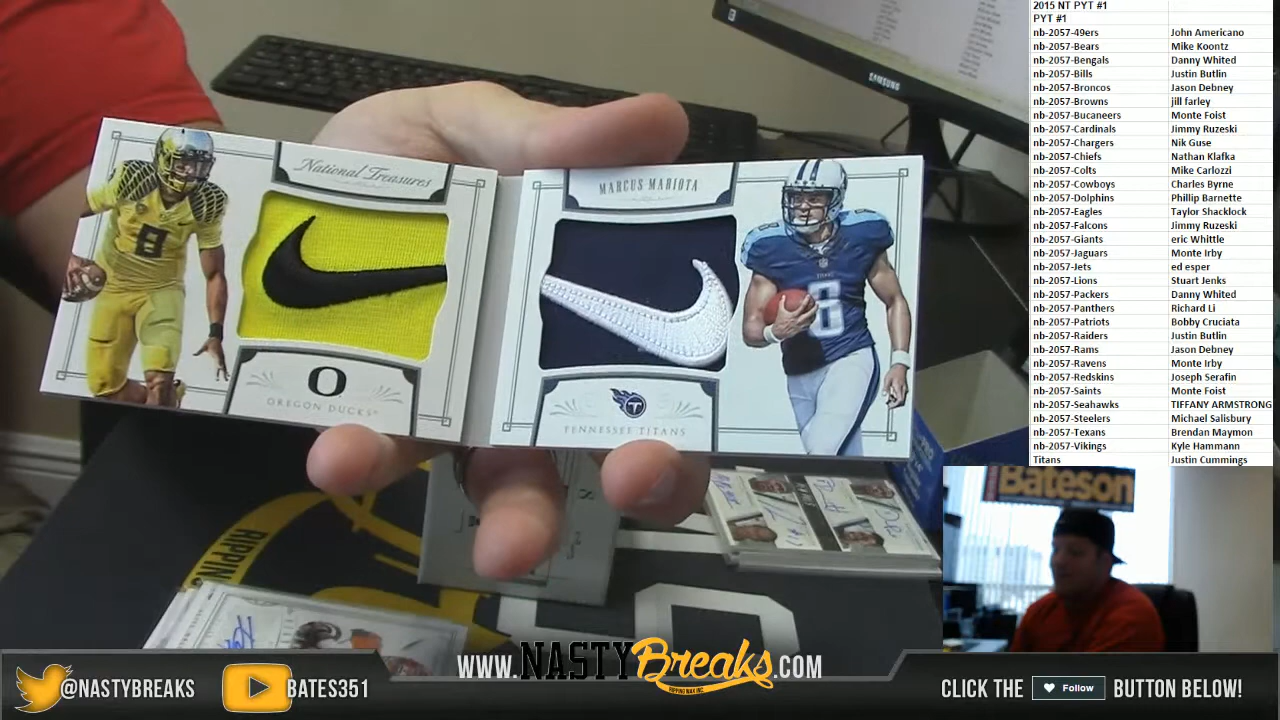 2015 NT PYT #1
PYT #1
nb-2057-49ers John Americano
nb-2057-Bears Mike Koontz
nb-2057-Bengals Danny Whited
nb-2057-Bills Justin Butlin
nb-2057-Broncos Jason Debney
nb-2057-Browns jill farley
nb-2057-Bucaneers Monte Foist
nb-2057-Cardinals Jimmy Ruzeski
nb-2057-Chargers Nik Guse
nb-2057-Chiefs Nathan Klafka
nb-2057-Colts Mike Carlozzi
nb-2057-Cowboys Charles Byrne
nb-2057-Dolphins Phillip Barnette
nb-2057-Eagles Taylor Shacklock
nb-2057-Falcons Jimmy Ruzeski
nb-2057-Giants eric Whittle
nb-2057-Jaguars Monte Irby
nb-2057-Jets ed esper
nb-2057-Lions Stuart Jenks
nb-2057-Packers Danny Whited
nb-2057-Panthers Richard Li
nb-2057-Patriots Bobby Cruciata
nb-2057-Raiders Justin Butlin
nb-2057-Rams Jason Debney
nb-2057-Ravens Monte Irby
nb-2057-Redskins Joseph Serafin
nb-2057-Saints Monte Foist
nb-2057-Seahawks TIFFANY ARMSTRONG
nb-2057-Steelers Michael Salisbury
nb-2057-Texans Brendan Maymon
nb-2057-Vikings Kyle Hammann
Titans Justin Cummings
SAMSUNG
National Treasures
MARCUS MARIOTA
8
8
O
OREGON DUCKS
T
TENNESSEE TITANS
RIPPING
Bateson
@NASTYBREAKS
BATES351
WWW.NASTYBreaks.COM
RIPPING WAX INC
CLICK THE Follow BUTTON BELOW!